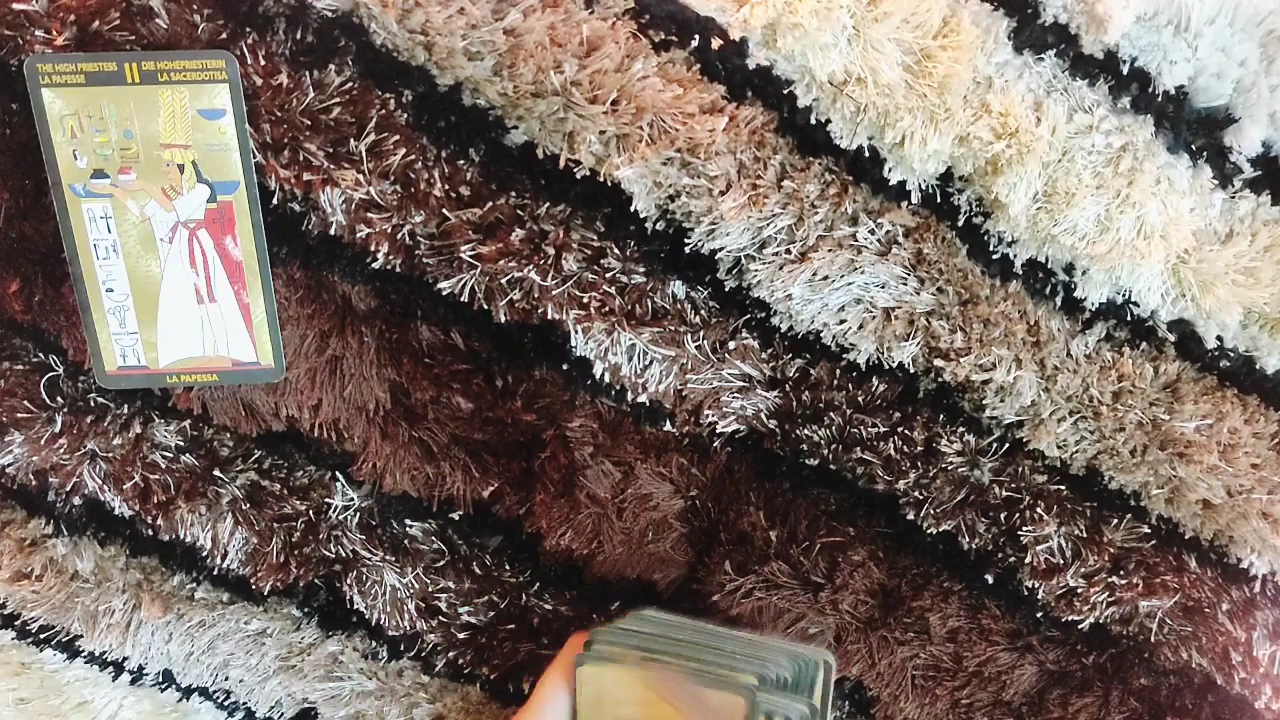 THE HIGH PRIESTESS II DIE HOHEPRIESTERIN
LA PAPESSE LA SACERDOTISA
LA PAPESSA